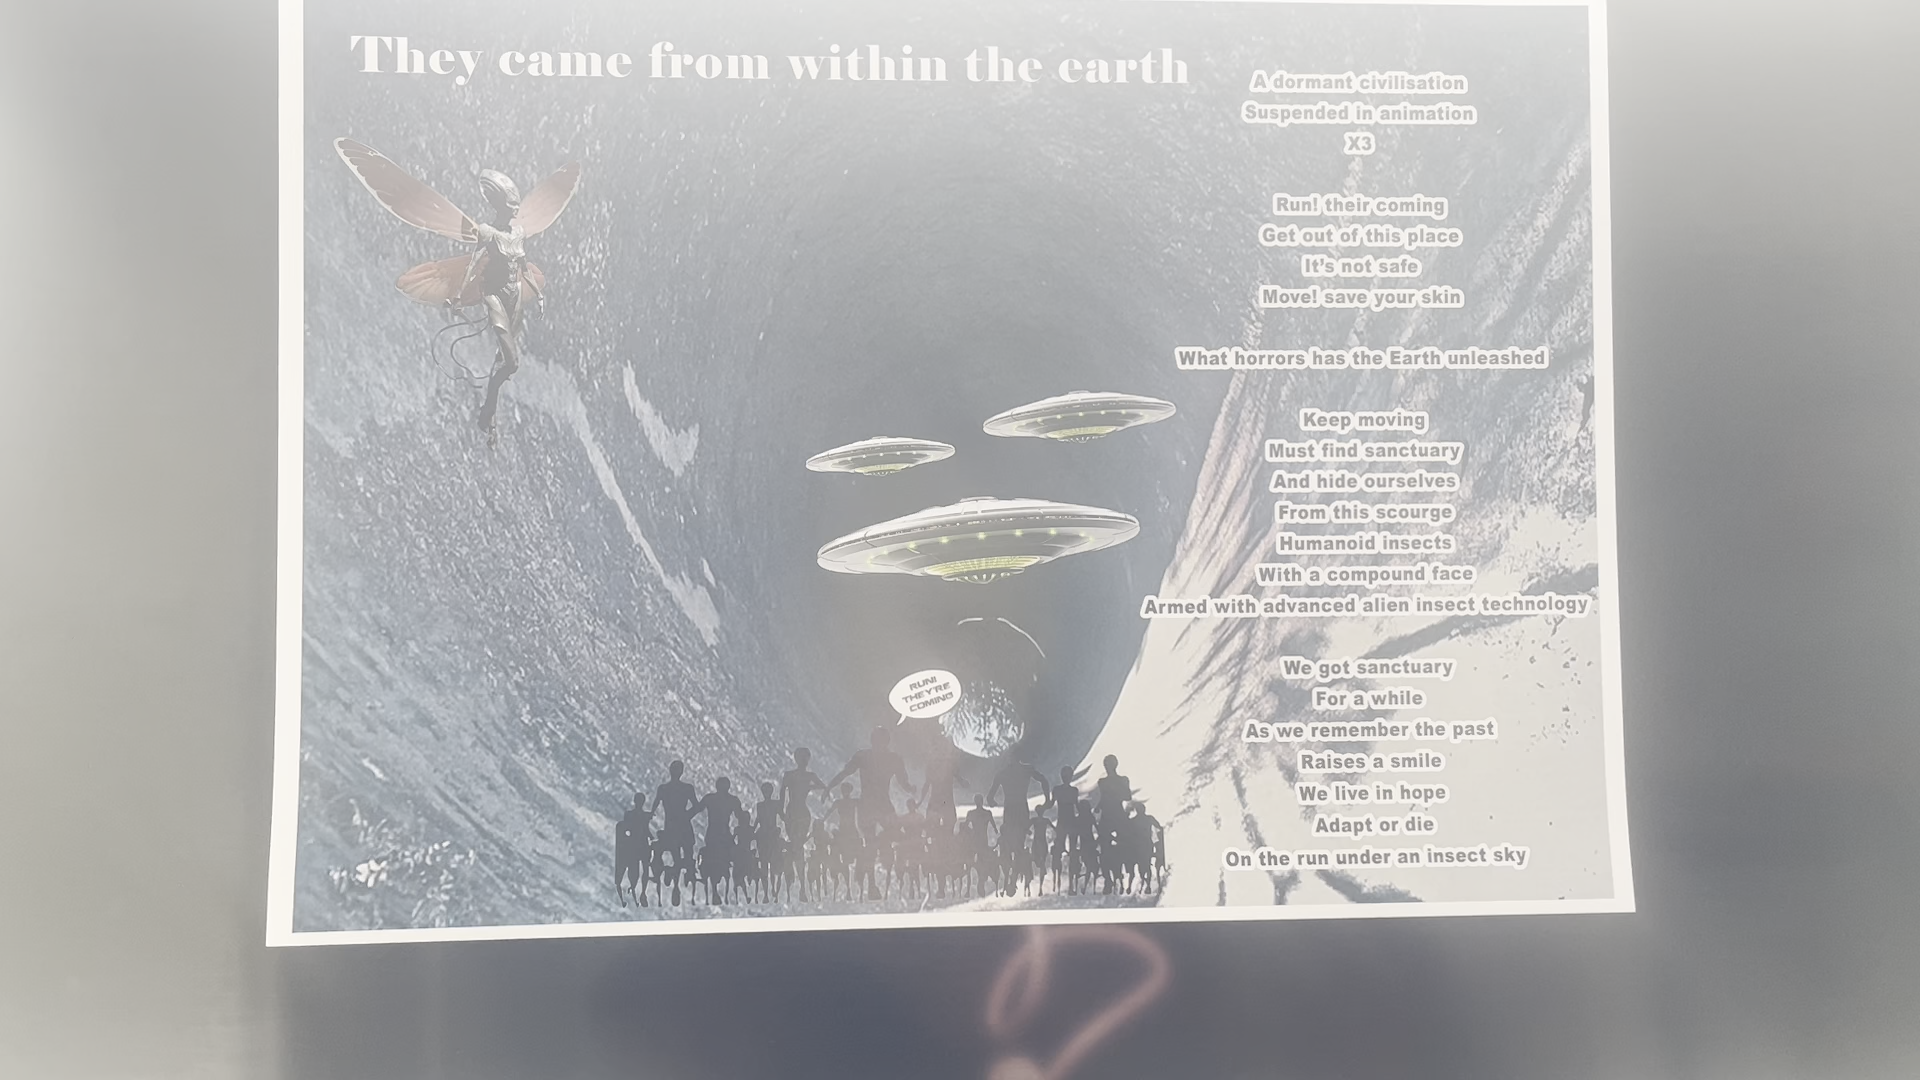 They came from within the earth
A dormant civilisation
Suspended in animation
X3
Run! their coming
Get out of this place
It's not safe
Move! save your skin
What horrors has the Earth unleashed
Keep moving
Must find sanctuary
And hide ourselves
From this scourge
Humanoid insects
With a compound face
Armed with advanced alien insect technology
We got sanctuary
For a while
As we remember the past
Raises a smile
We live in hope
Adapt or die
On the run under an insect sky
RUN!
THEY'RE
COMING